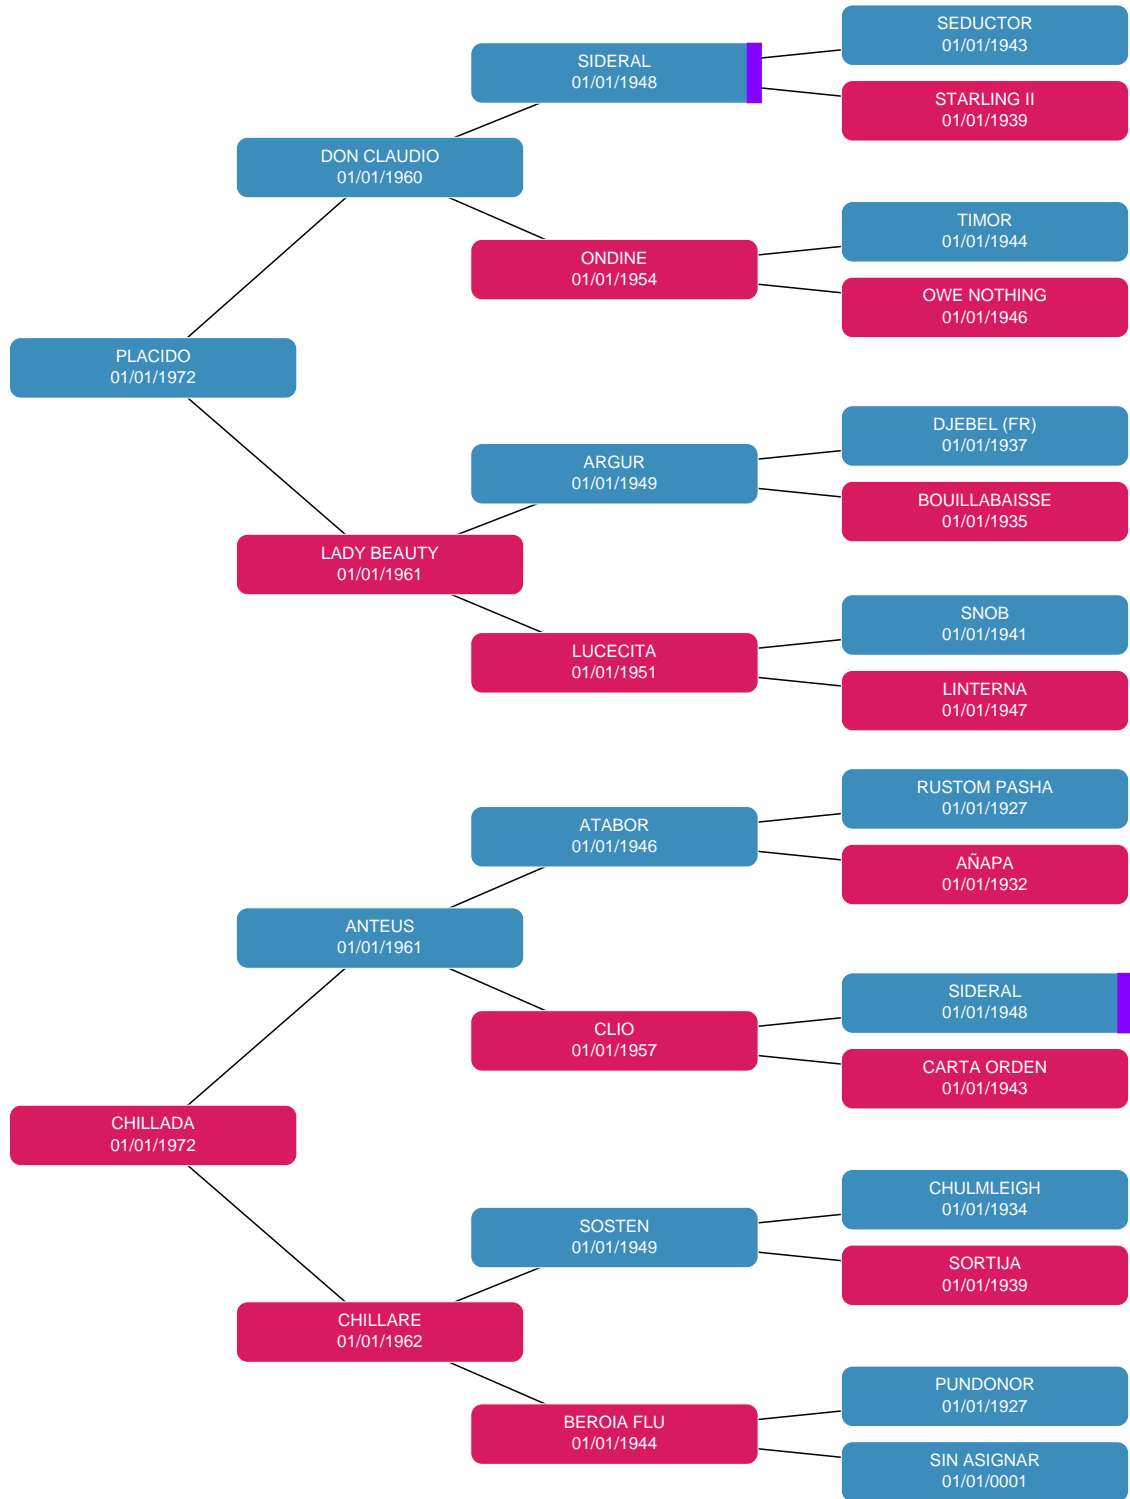 SEDUCTOR
01/01/1943
SIDERAL
01/01/1948
STARLING II
01/01/1939
DON CLAUDIO
01/01/1960
TIMOR
01/01/1944
ONDINE
01/01/1954
OWE NOTHING
01/01/1946
PLACIDO
01/01/1972
DJEBEL (FR)
01/01/1937
ARGUR
01/01/1949
BOUILLABAISSE
01/01/1935
LADY BEAUTY
01/01/1961
SNOB
01/01/1941
LUCECITA
01/01/1951
LINTERNA
01/01/1947
RUSTOM PASHA
01/01/1927
ATABOR
01/01/1946
AÑAPA
01/01/1932
ANTEUS
01/01/1961
SIDERAL
01/01/1948
CLIO
01/01/1957
CARTA ORDEN
01/01/1943
CHILLADA
01/01/1972
CHULMLEIGH
01/01/1934
SOSTEN
01/01/1949
SORTIJA
01/01/1939
CHILLARE
01/01/1962
PUNDONOR
01/01/1927
BEROIA FLU
01/01/1944
SIN ASIGNAR
01/01/0001